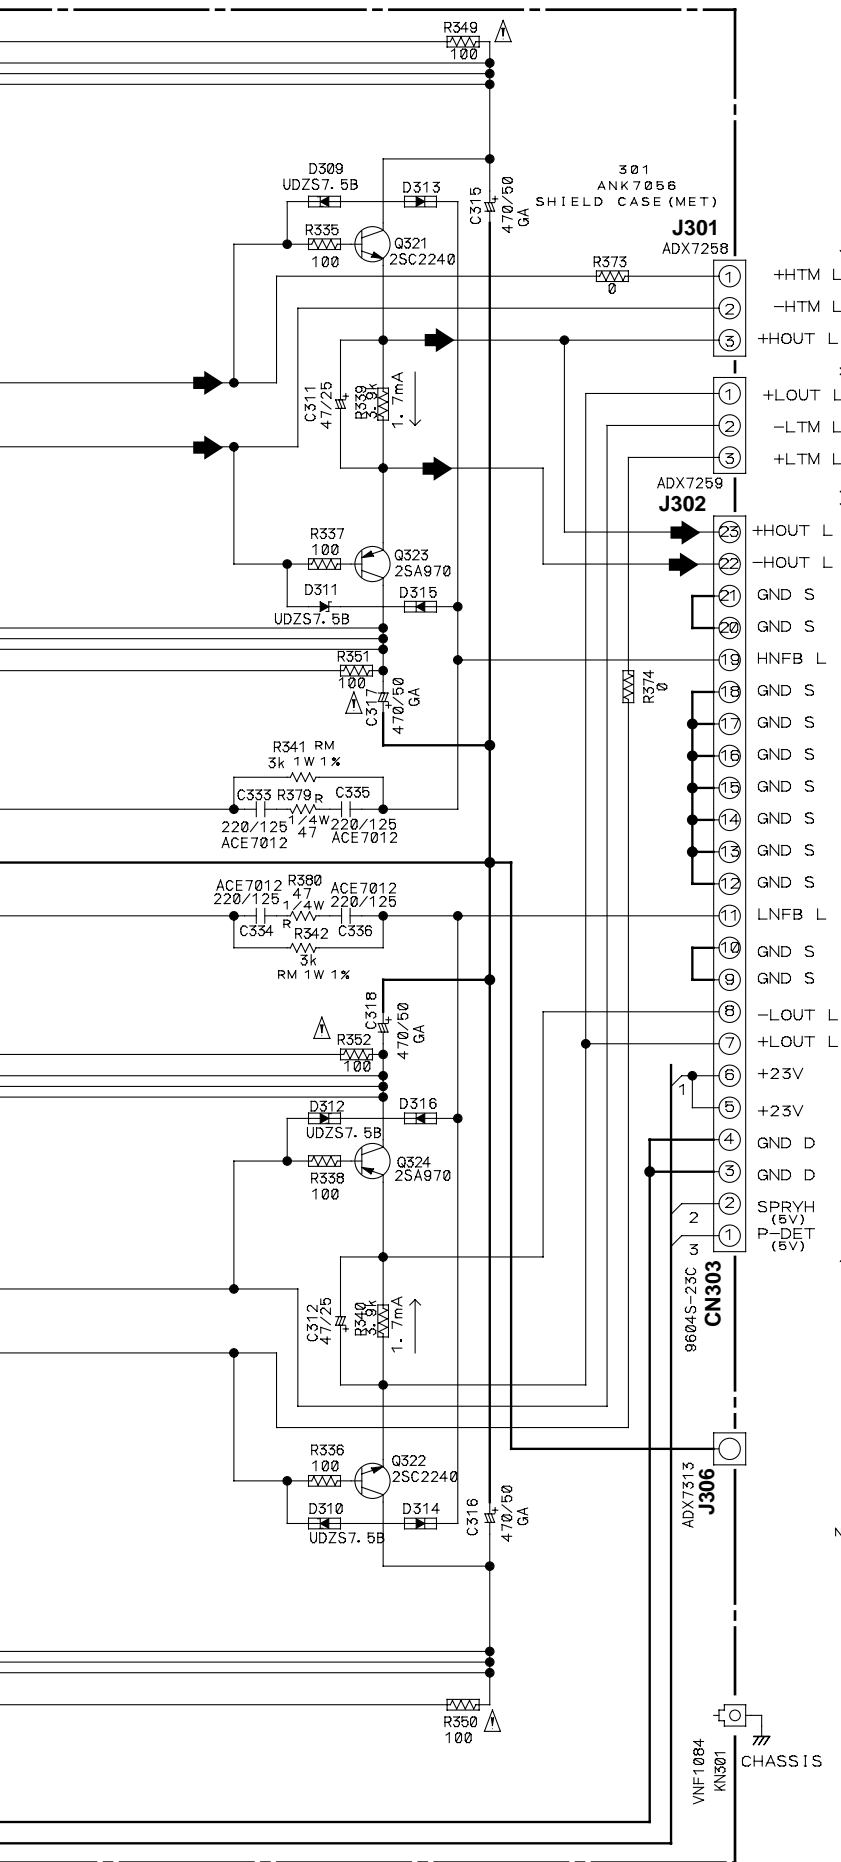 R349
100
301
ANK7056
SHIELD CASE(MET)
D309
UDZS7.5B
D313
C315
470/50
GA
J301
ADX7258
R335
100
Q321
2SC2240
R373
0
1
+HTM L
2
-HTM L
3
+HOUT L
C311
47/25
R339
3.9k
1.7mA
1
+LOUT L
2
-LTM L
3
+LTM L
ADX7259
J302
R337
100
Q323
2SA970
D311
UDZS7.5B
D315
23
+HOUT L
22
-HOUT L
21
GND S
20
GND S
19
HNFB L
R351
100
C317
470/50
GA
R374
0
18
GND S
17
GND S
16
GND S
15
GND S
14
GND S
13
GND S
12
GND S
R341 RM
3k 1W 1%
C333
R379
R
C335
220/125
1/4W
47
220/125
ACE7012
ACE7012
ACE7012
R380
ACE7012
220/125
47
1/4W
220/125
R
C334
C336
R342
3k
RM 1W 1%
11
LNFB L
10
GND S
9
GND S
C318
470/50
GA
R352
100
8
-LOUT L
7
+LOUT L
6
+23V
1
5
+23V
D312
UDZS7.5B
D316
R338
100
Q324
2SA970
4
GND D
3
GND D
2
SPRYH
(5V)
2
1
P-DET
(5V)
3
9604S-23C
CN303
C312
47/25
R340
3.9k
1.7mA
R336
100
Q322
2SC2240
D310
UDZS7.5B
D314
C316
470/50
GA
ADX7313
J306
R350
100
VNF1084
KN301
CHASSIS